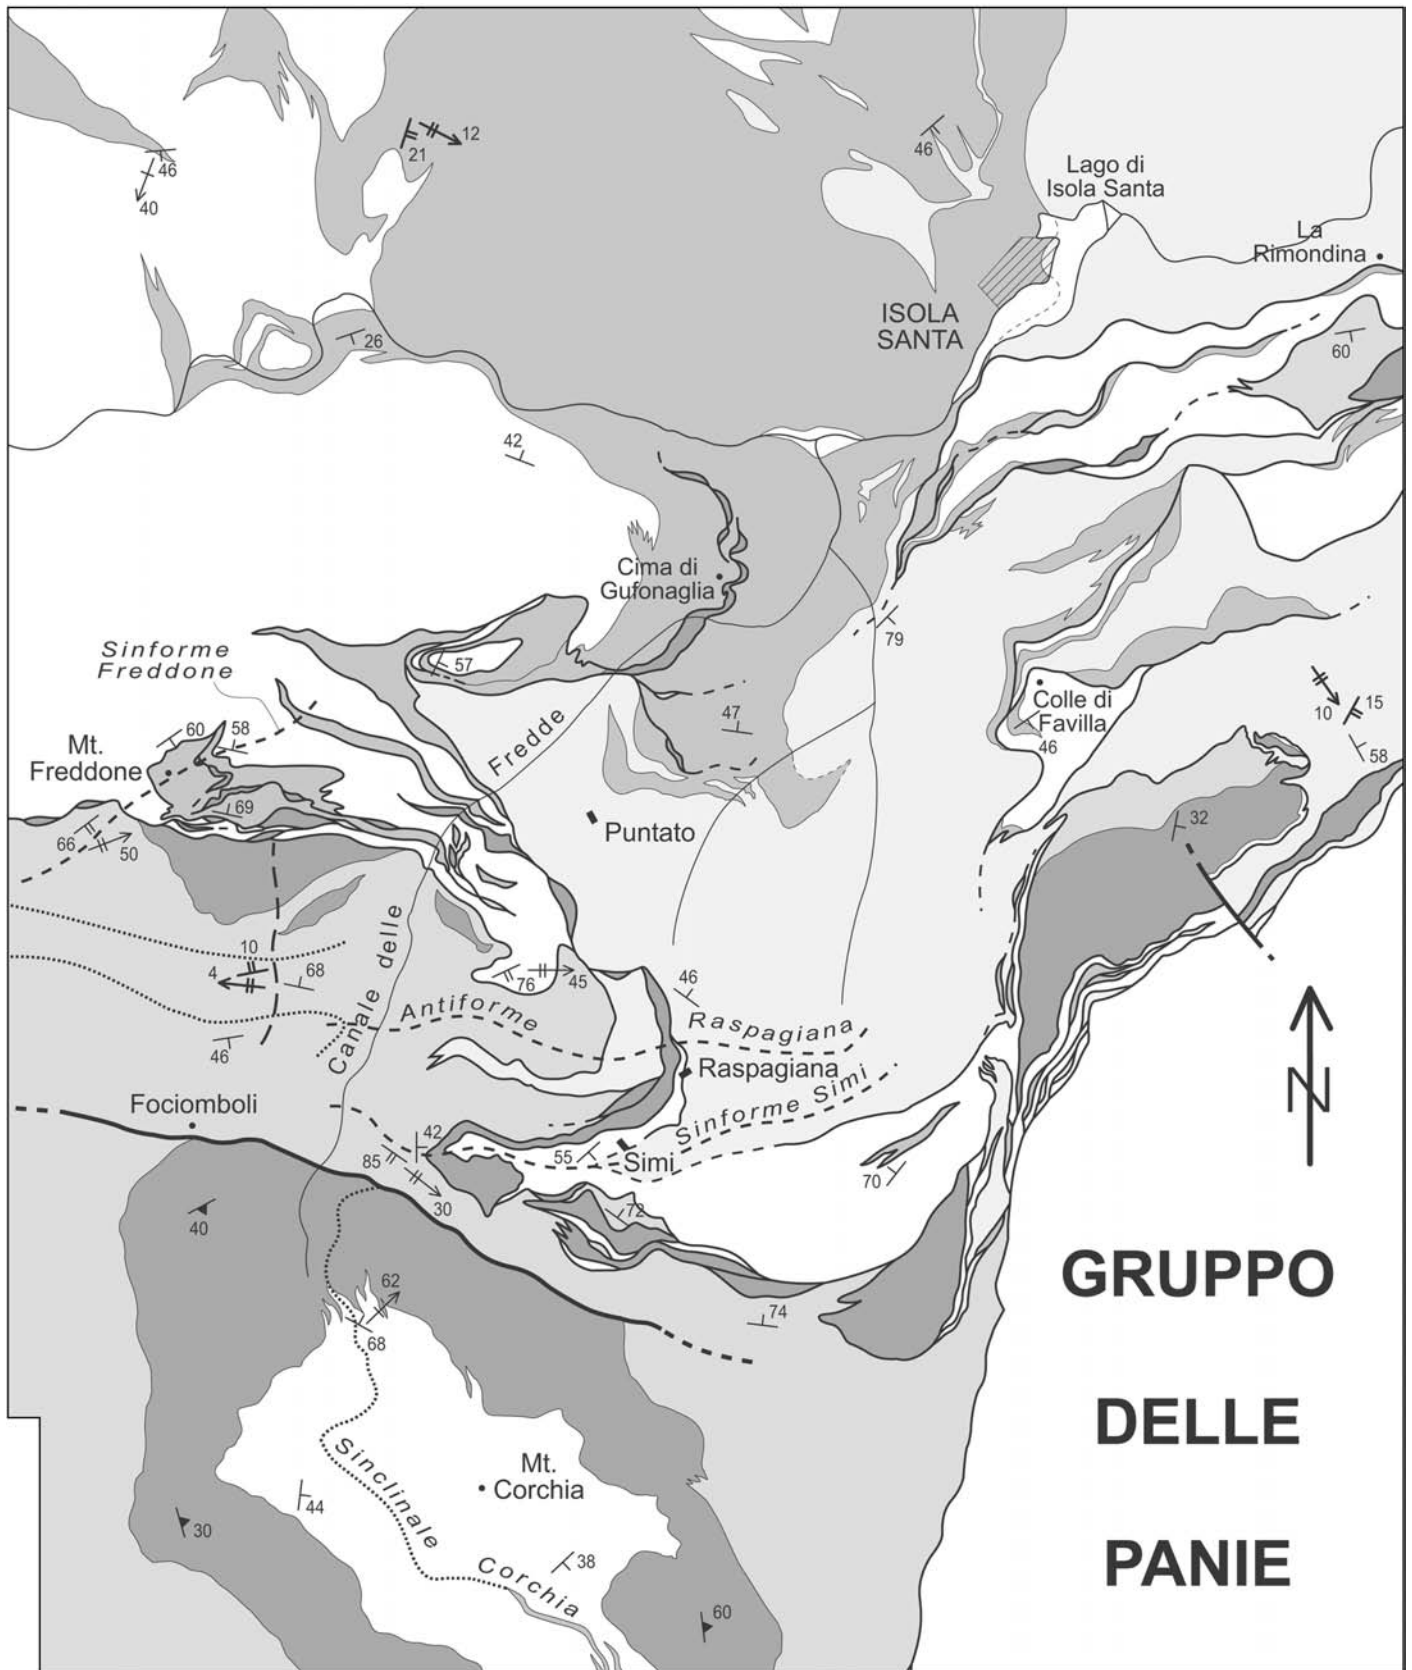 12
21
46
40
46
Lago di
Isola Santa
La
Rimondina
ISOLA
SANTA
26
60
42
Cima di
Gufonaglia
79
Sinforme
Freddone
57
Colle di
Favilla
46
10
15
58
47
Fredde
60
58
Mt.
Freddone
69
66
50
Puntato
32
Canale delle
10
4
68
76
45
46
Antiforme
Raspagiana
46
Raspagiana
Sinforme Simi
Fociomboli
42
85
30
55
Simi
70
72
40
62
68
74
N
GRUPPO
DELLE
PANIE
Mt.
Corchia
Sinclinale
Corchia
44
30
38
60